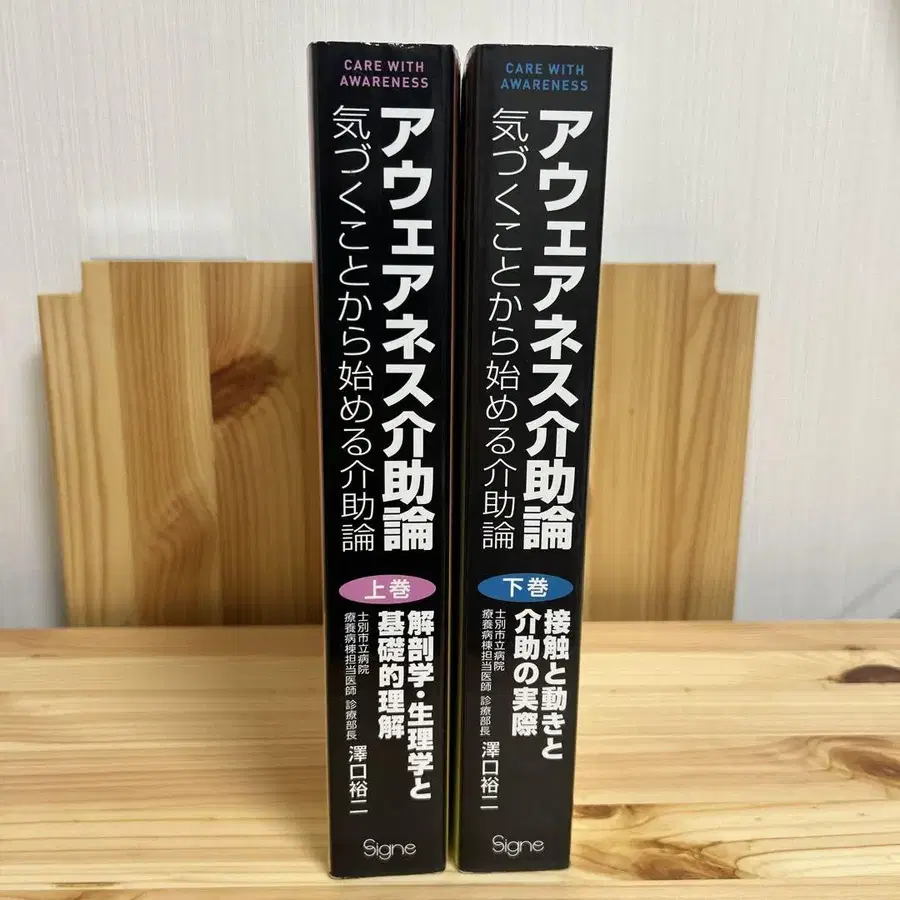 CARE WITH
AWARENESS
アウェアネス介助論
気づくことから始める介助論
上巻
解剖学・生理学と
基礎的理解
士別市立病院
療養病棟担当医師 診療部長
澤口裕二
Signe
CARE WITH
AWARENESS
アウェアネス介助論
気づくことから始める介助論
下巻
接触と動きと
介助の実際
士別市立病院
療養病棟担当医師 診療部長
澤口裕二
Signe